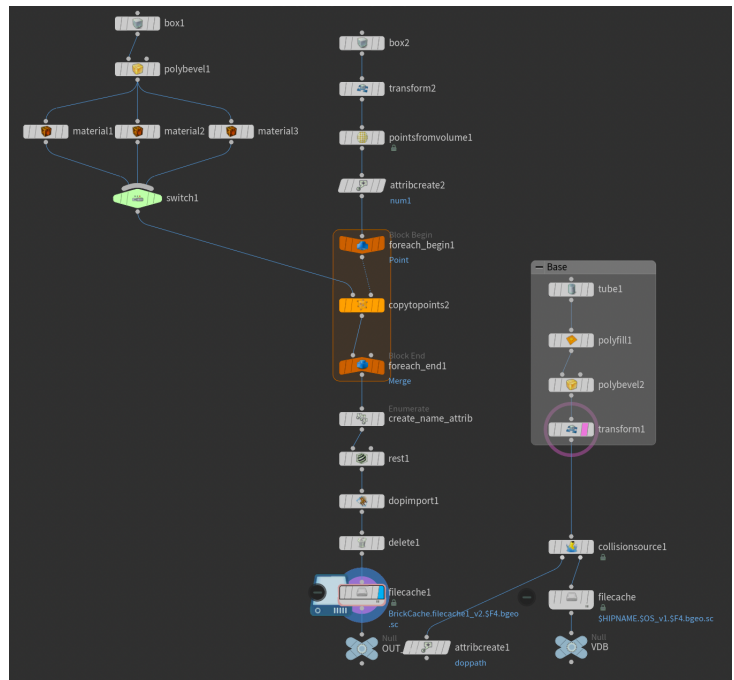 box1
polybevel1
material1
material2
material3
switch1
box2
transform2
pointsfromvolume1
attribcreate2
num1
Block Begin
foreach_begin1
Point
copytopoints2
Block End
foreach_end1
Merge
Enumerate
create_name_attrib
rest1
dopimport1
delete1
filecache1
BrickCache.filecache1_v2.$F4.bgeo
.sc
Null
OUT_
attribcreate1
doppath
Base
tube1
polyfill1
polybevel2
transform1
collisionsource1
filecache
$HIPNAME.$OS_v1.$F4.bgeo.sc
Null
VDB